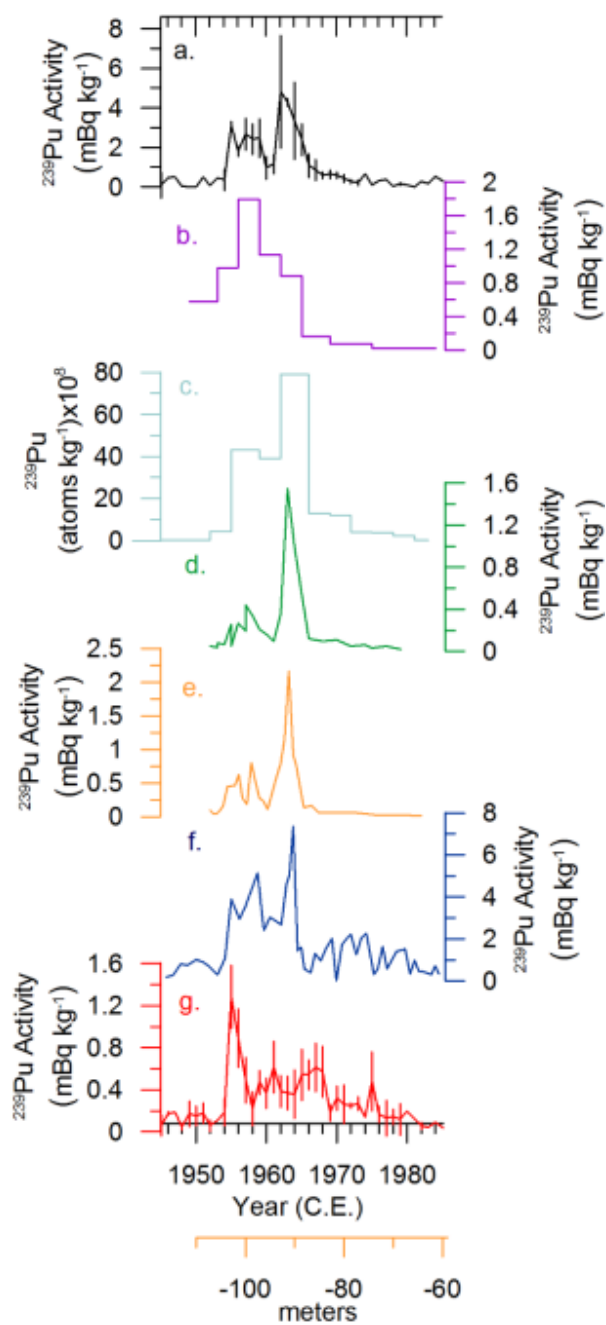 a.
²³⁹Pu Activity
(mBq kg⁻¹)
8
6
4
2
0
b.
²³⁹Pu Activity
(mBq kg⁻¹)
2
1.6
1.2
0.8
0.4
0
c.
²³⁹Pu
(atoms kg⁻¹)x10⁸
80
60
40
20
0
d.
²³⁹Pu Activity
(mBq kg⁻¹)
1.6
1.2
0.8
0.4
0
e.
²³⁹Pu Activity
(mBq kg⁻¹)
2.5
2
1.5
1
0.5
0
f.
²³⁹Pu Activity
(mBq kg⁻¹)
8
6
4
2
0
g.
²³⁹Pu Activity
(mBq kg⁻¹)
1.6
1.2
0.8
0.4
0
1950 1960 1970 1980
Year (C.E.)
-100 -80 -60
meters